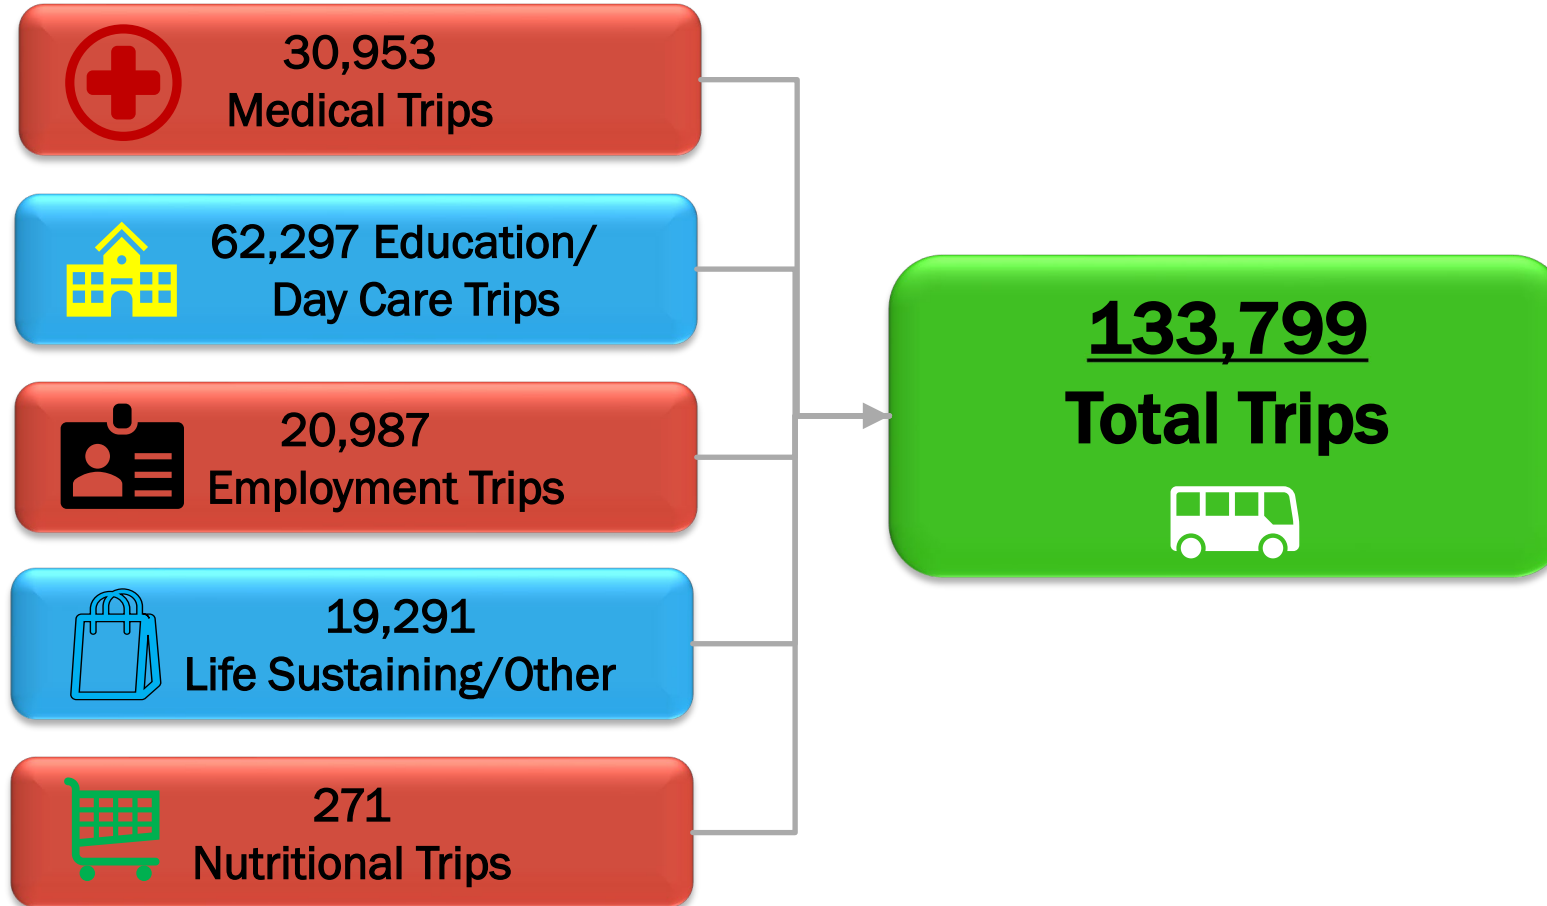 30,953
Medical Trips
62,297 Education/
Day Care Trips
20,987
Employment Trips
19,291
Life Sustaining/Other
271
Nutritional Trips
133,799
Total Trips